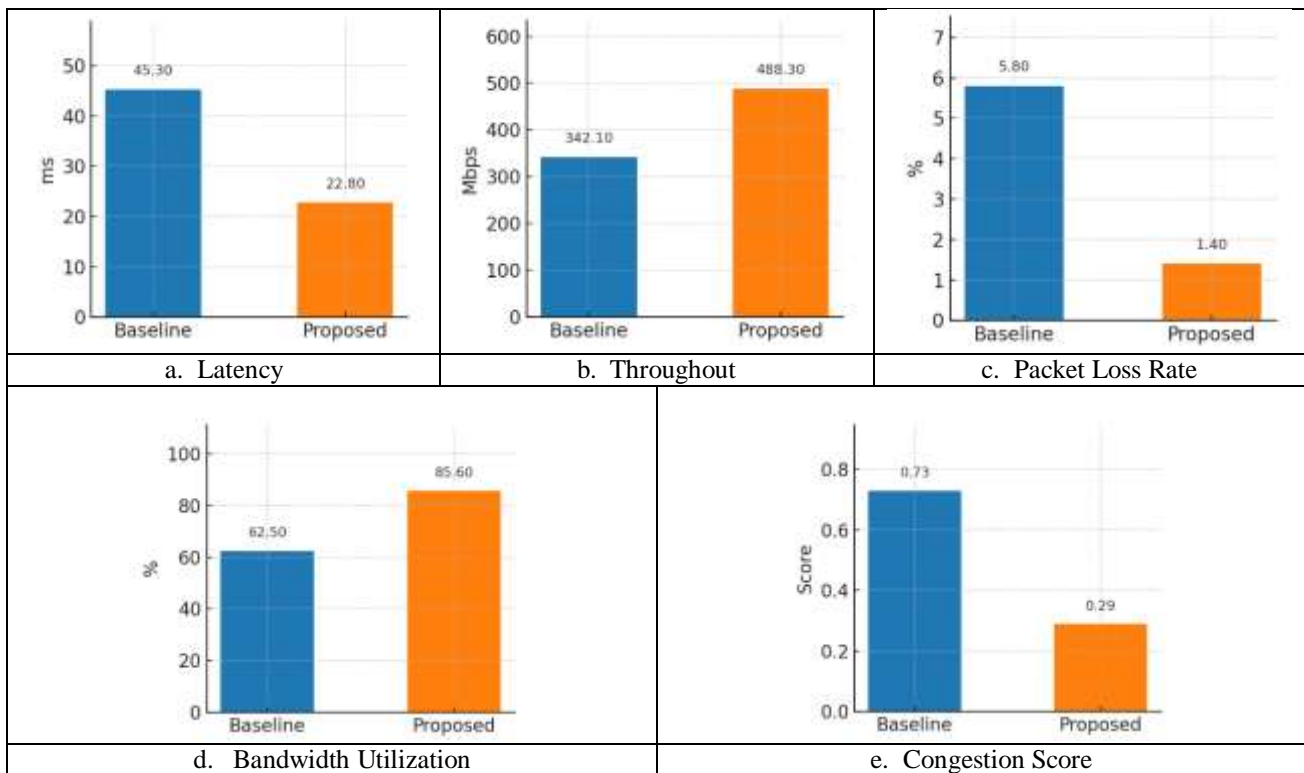 50
40
30
20
10
0
ms
45.30
22.80
Baseline
Proposed
a. Latency
600
500
400
300
200
100
0
Mbps
342.10
488.30
Baseline
Proposed
b. Throughout
7
6
5
4
3
2
1
0
%
5.80
1.40
Baseline
Proposed
c. Packet Loss Rate
100
80
60
40
20
0
%
62.50
85.60
Baseline
Proposed
d. Bandwidth Utilization
0.8
0.6
0.4
0.2
0.0
Score
0.73
0.29
Baseline
Proposed
e. Congestion Score